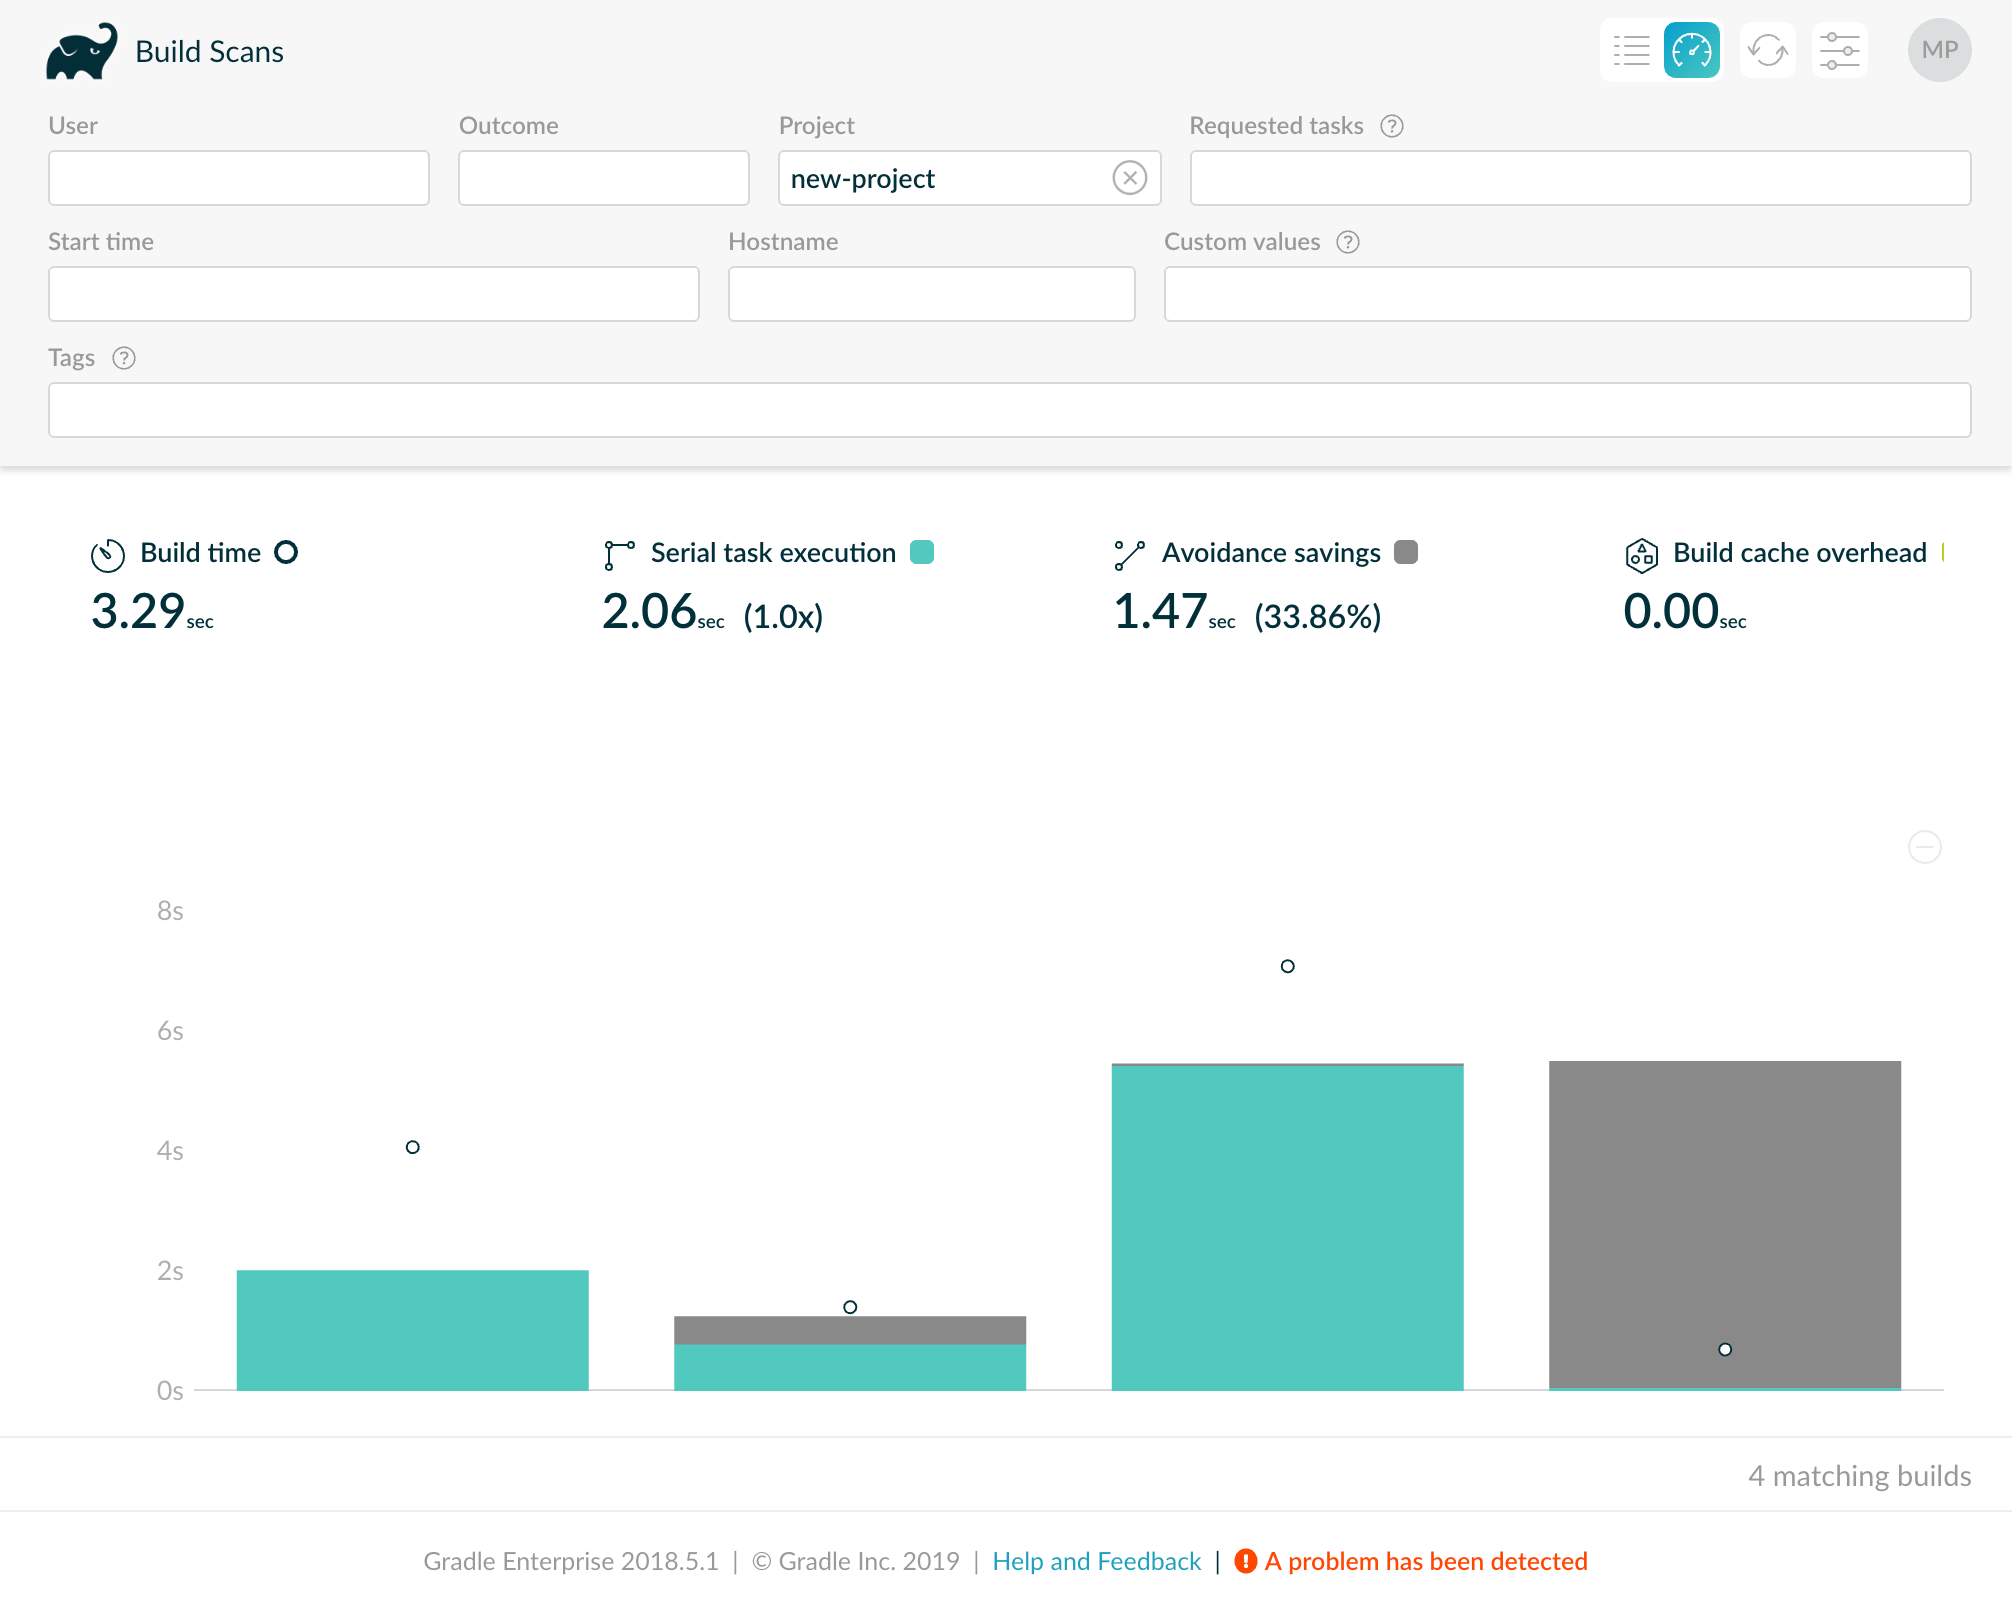 Build Scans
MP
User
Outcome
Project
Requested tasks ?
new-project
Start time
Hostname
Custom values ?
Tags ?
Build time
Serial task execution
Avoidance savings
Build cache overhead
3.29sec
2.06sec (1.0x)
1.47sec (33.86%)
0.00sec
8s
6s
4s
2s
0s
4 matching builds
Gradle Enterprise 2018.5.1 | © Gradle Inc. 2019 | Help and Feedback | ! A problem has been detected